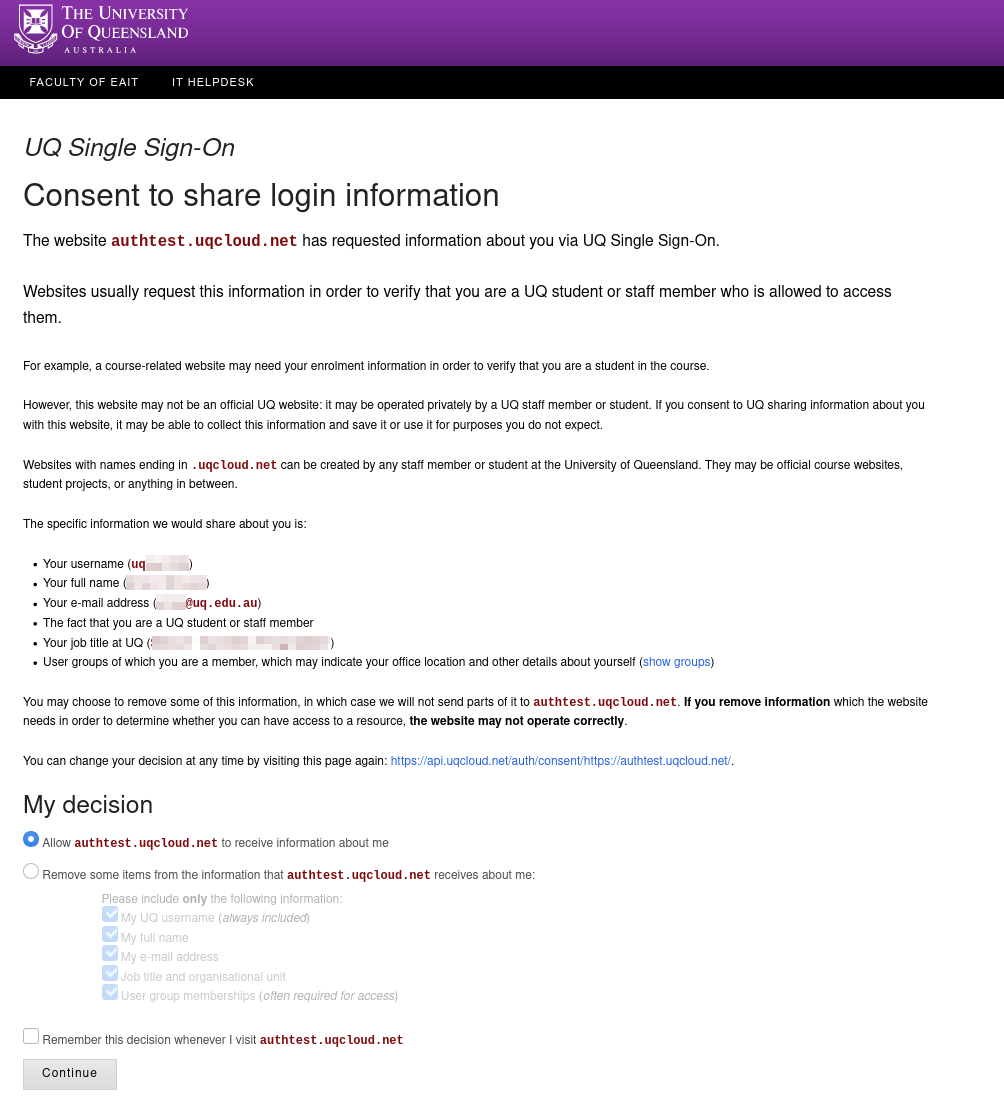 THE UNIVERSITY
OF QUEENSLAND
AUSTRALIA
FACULTY OF EAIT IT HELPDESK
UQ Single Sign-On
Consent to share login information
The website authtest.uqcloud.net has requested information about you via UQ Single Sign-On.
Websites usually request this information in order to verify that you are a UQ student or staff member who is allowed to access
them.
For example, a course-related website may need your enrolment information in order to verify that you are a student in the course.
However, this website may not be an official UQ website: it may be operated privately by a UQ staff member or student. If you consent to UQ sharing information about you
with this website, it may be able to collect this information and save it or use it for purposes you do not expect.
Websites with names ending in .uqcloud.net can be created by any staff member or student at the University of Queensland. They may be official course websites,
student projects, or anything in between.
The specific information we would share about you is:
• Your username (uq)
• Your full name ()
• Your e-mail address (@uq.edu.au)
• The fact that you are a UQ student or staff member
• Your job title at UQ ()
• User groups of which you are a member, which may indicate your office location and other details about yourself (show groups)
You may choose to remove some of this information, in which case we will not send parts of it to authtest.uqcloud.net. If you remove information which the website
needs in order to determine whether you can have access to a resource, the website may not operate correctly.
You can change your decision at any time by visiting this page again: https://api.uqcloud.net/auth/consent/https://authtest.uqcloud.net/.
My decision
Allow authtest.uqcloud.net to receive information about me
Remove some items from the information that authtest.uqcloud.net receives about me:
Please include only the following information:
My UQ username (always included)
My full name
My e-mail address
Job title and organisational unit
User group memberships (often required for access)
Remember this decision whenever I visit authtest.uqcloud.net
Continue